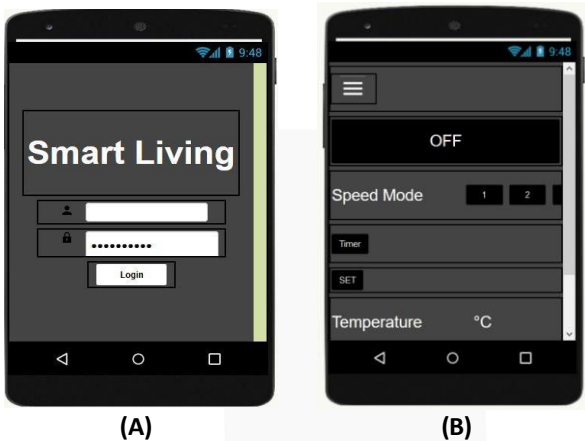 9:48
Smart Living
••••••••••
Login
(A)
9:48
OFF
Speed Mode 1 2
Timer
SET
Temperature °C
(B)